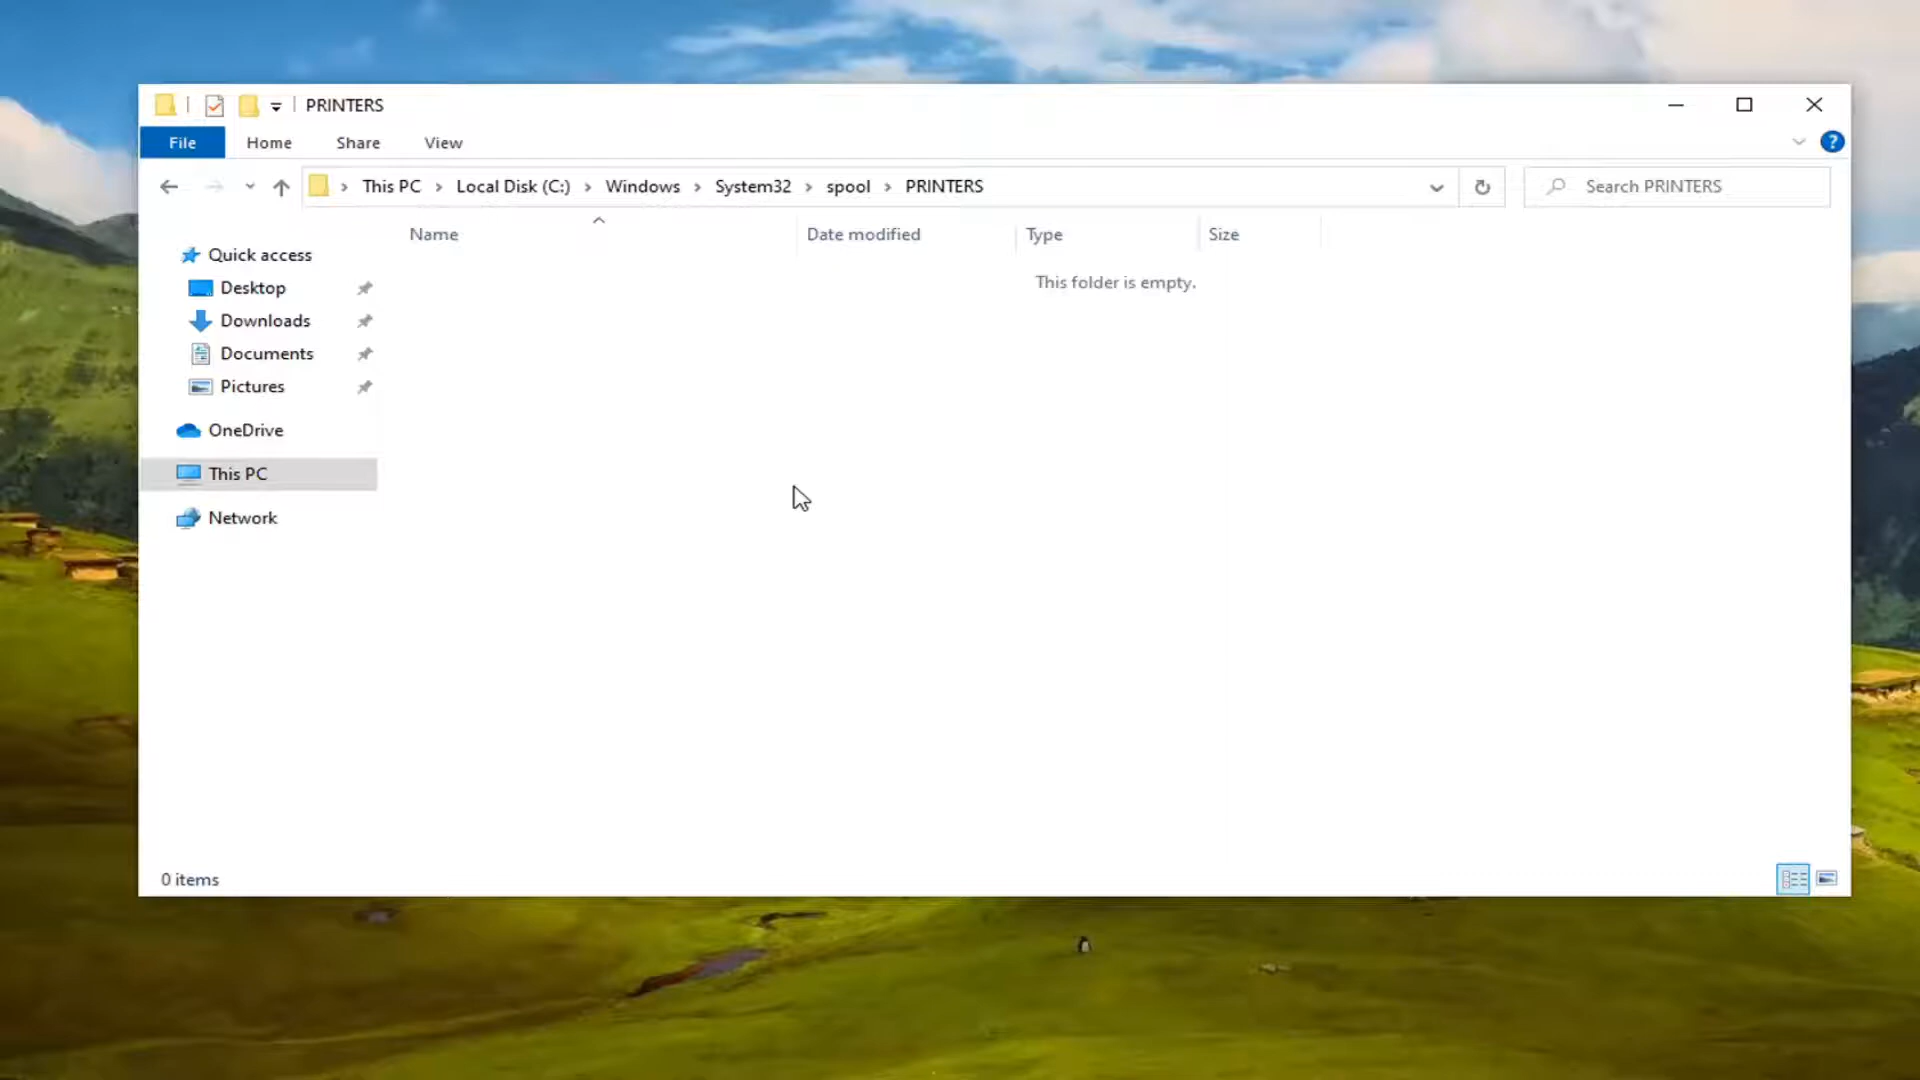 PRINTERS
File Home Share View
This PC Local Disk (C:) Windows System32 spool PRINTERS Search PRINTERS
Name Date modified Type Size
This folder is empty.
Quick access
Desktop
Downloads
Documents
Pictures
OneDrive
This PC
Network
0 items